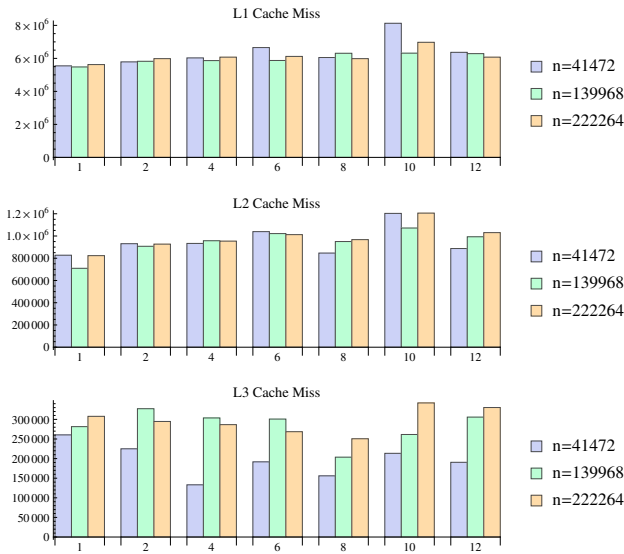 L1 Cache Miss
8×10⁶
6×10⁶
4×10⁶
2×10⁶
0
1 2 4 6 8 10 12
n=41472
n=139968
n=222264
L2 Cache Miss
1.2×10⁶
1.0×10⁶
800000
600000
400000
200000
0
1 2 4 6 8 10 12
n=41472
n=139968
n=222264
L3 Cache Miss
300000
250000
200000
150000
100000
50000
0
1 2 4 6 8 10 12
n=41472
n=139968
n=222264